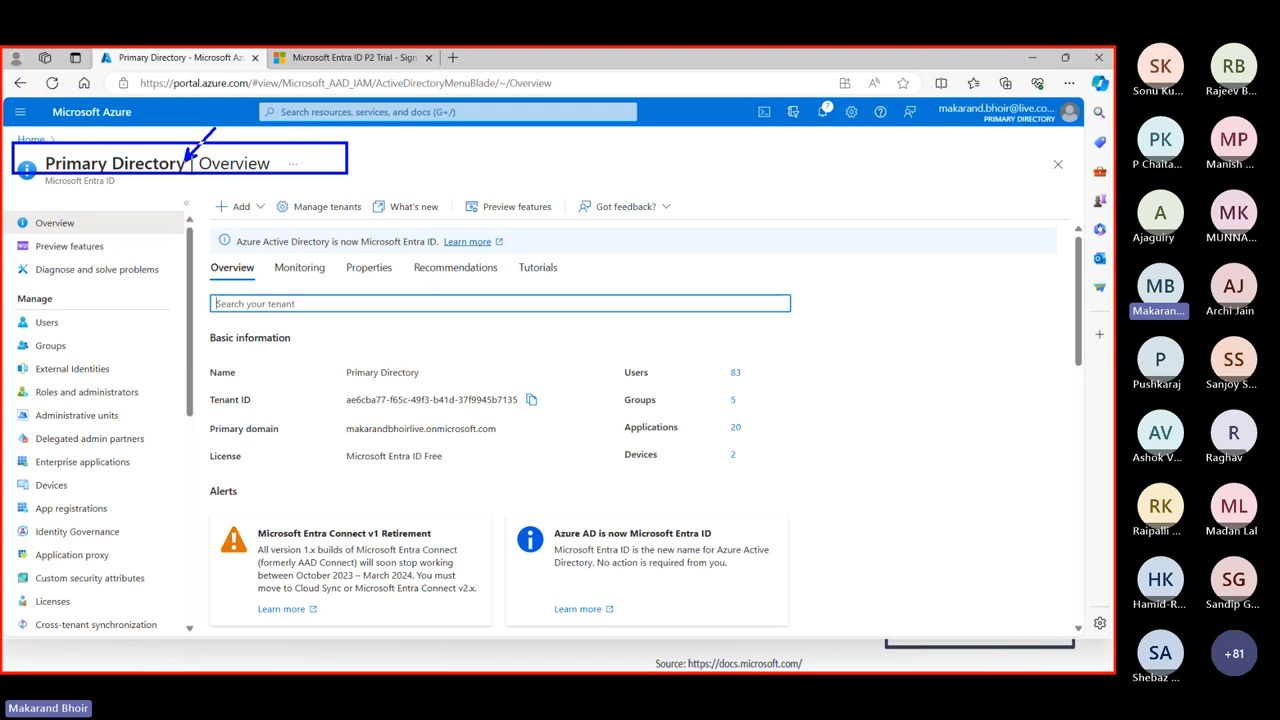 Primary Directory - Microsoft Az
Microsoft Entra ID P2 Trial - Sign
https://portal.azure.com/#view/Microsoft_AAD_IAM/ActiveDirectoryMenuBlade/~/Overview
Microsoft Azure
Search resources, services, and docs (G+/)
7
makarand.bhoir@live.co...
PRIMARY DIRECTORY
Home >
Primary Directory | Overview ...
Microsoft Entra ID
Add
Manage tenants
What's new
Preview features
Got feedback?
Azure Active Directory is now Microsoft Entra ID. Learn more
Overview
Preview features
Diagnose and solve problems
Manage
Users
Groups
External Identities
Roles and administrators
Administrative units
Delegated admin partners
Enterprise applications
Devices
App registrations
Identity Governance
Application proxy
Custom security attributes
Licenses
Cross-tenant synchronization
Overview Monitoring Properties Recommendations Tutorials
Search your tenant
Basic information
Name Primary Directory Users 83
Tenant ID ae6cba77-f65c-49f3-b41d-37f9945b7135 Groups 5
Primary domain makarandbhoirlive.onmicrosoft.com Applications 20
License Microsoft Entra ID Free Devices 2
Alerts
Microsoft Entra Connect v1 Retirement
All version 1.x builds of Microsoft Entra Connect
(formerly AAD Connect) will soon stop working
between October 2023 – March 2024. You must
move to Cloud Sync or Microsoft Entra Connect v2.x.
Learn more
Azure AD is now Microsoft Entra ID
Microsoft Entra ID is the new name for Azure Active
Directory. No action is required from you.
Learn more
Source: https://docs.microsoft.com/
Makarand Bhoir
SK RB
Sonu Ku... Rajeev B...
PK MP
P Chaita... Manish ...
A MK
Ajaguiry MUNNA...
MB AJ
Makaran... Archi Jain
P SS
Pushkaraj Sanjoy S...
AV R
Ashok V... Raghav
RK ML
Raipalli ... Madan Lal
HK SG
Hamid-R... Sandip G...
SA +81
Shebaz ...